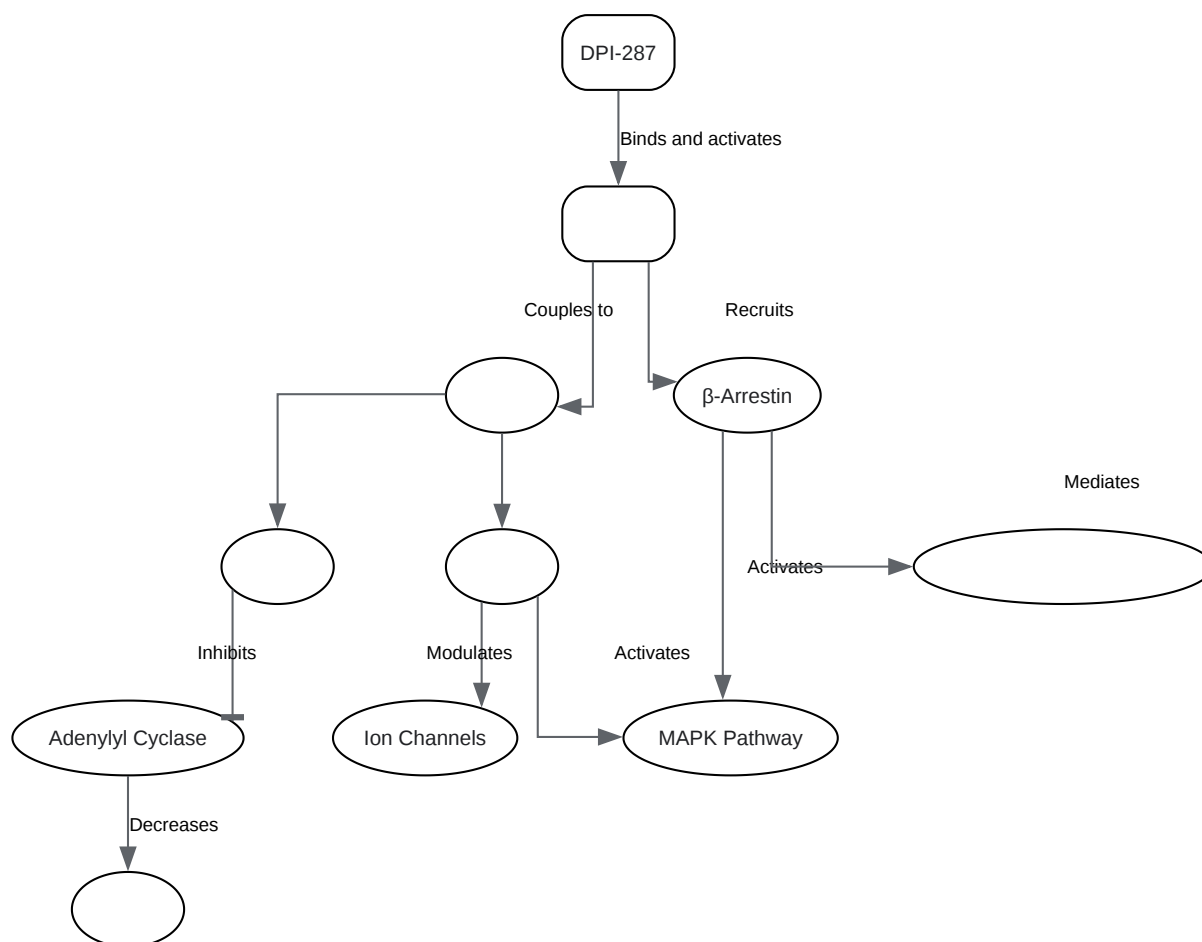 DPI-287
Binds and activates
Couples to
Recruits
β-Arrestin
Mediates
Activates
Inhibits
Modulates
Activates
Adenylyl Cyclase
Ion Channels
MAPK Pathway
Decreases